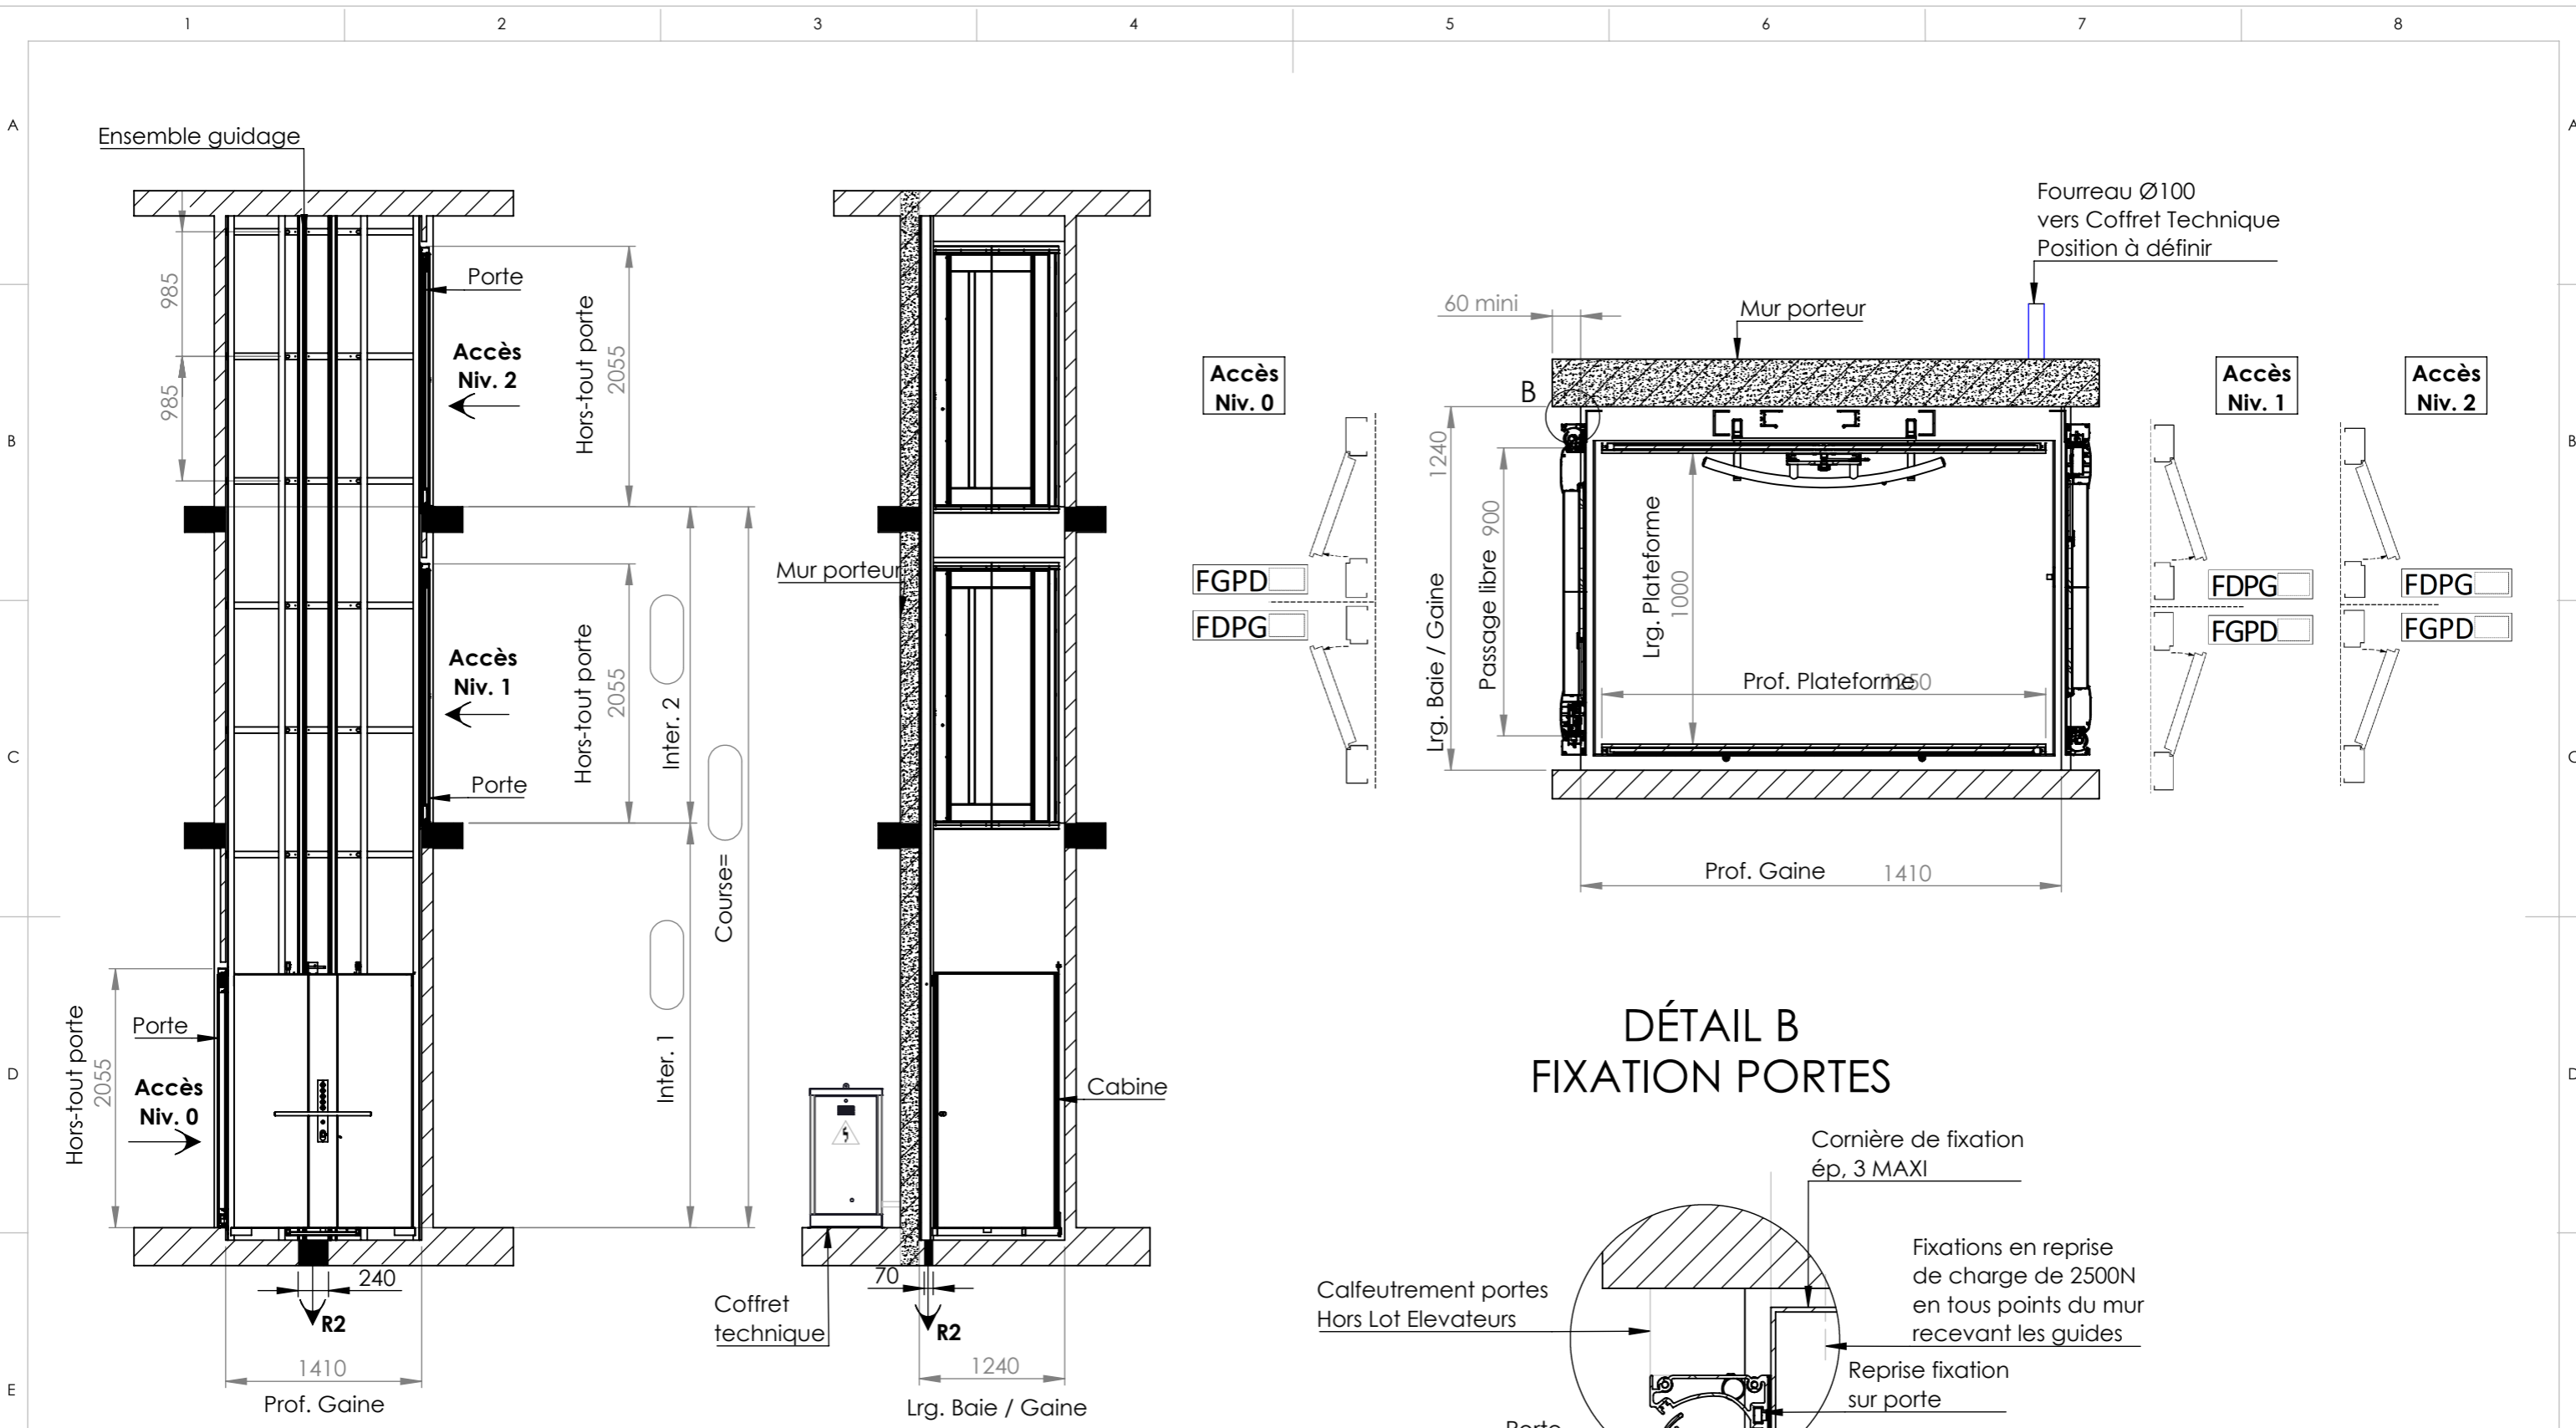 1
2
3
4
5
6
7
8
A
A
B
B
C
C
D
D
E
Ensemble guidage
985
985
Porte
Accès
Niv. 2
Hors-tout porte
2055
Accès
Niv. 1
Hors-tout porte
2055
Inter. 2
Porte
Course=
Inter. 1
Hors-tout porte
2055
Porte
Accès
Niv. 0
240
R2
1410
Prof. Gaine
Mur porteur
Cabine
Coffret
technique
70
R2
1240
Lrg. Baie / Gaine
Fourreau Ø100
vers Coffret Technique
Position à définir
60 mini
Mur porteur
B
Accès
Niv. 0
FGPD
FDPG
Lrg. Baie / Gaine
1240
Passage libre 900
Lrg. Plateforme
1000
Prof. Plateforme 1250
Prof. Gaine 1410
Accès
Niv. 1
FDPG
FGPD
Accès
Niv. 2
FDPG
FGPD
DÉTAIL B
FIXATION PORTES
Cornière de fixation
ép, 3 MAXI
Calfeutrement portes
Hors Lot Elevateurs
Fixations en reprise
de charge de 2500N
en tous points du mur
recevant les guides
Reprise fixation
sur porte
Porte